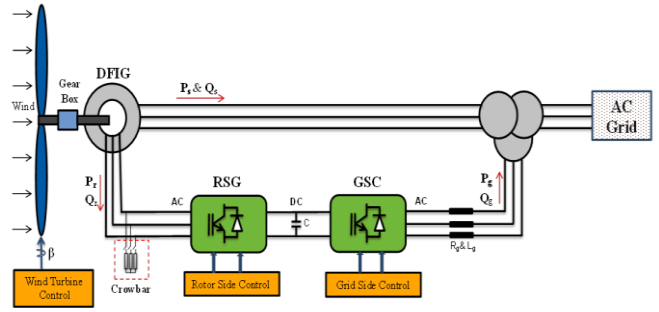 DFIG
Gear
Box
Wind
Ps & Qs
AC
Grid
Pr
Qr
RSG
GSC
Pg
Qg
AC
DC
AC
C
Rg& Lg
β
Crowbar
Wind Turbine
Control
Rotor Side Control
Grid Side Control